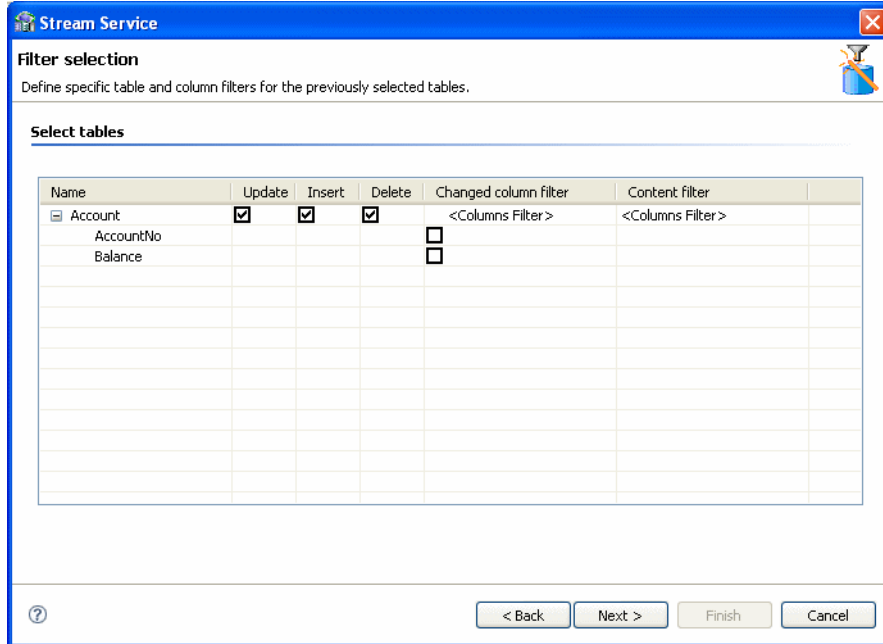 Stream Service
Filter selection
Define specific table and column filters for the previously selected tables.
Select tables
Name Update Insert Delete Changed column filter Content filter
Account <Columns Filter> <Columns Filter>
AccountNo
Balance
? < Back Next > Finish Cancel